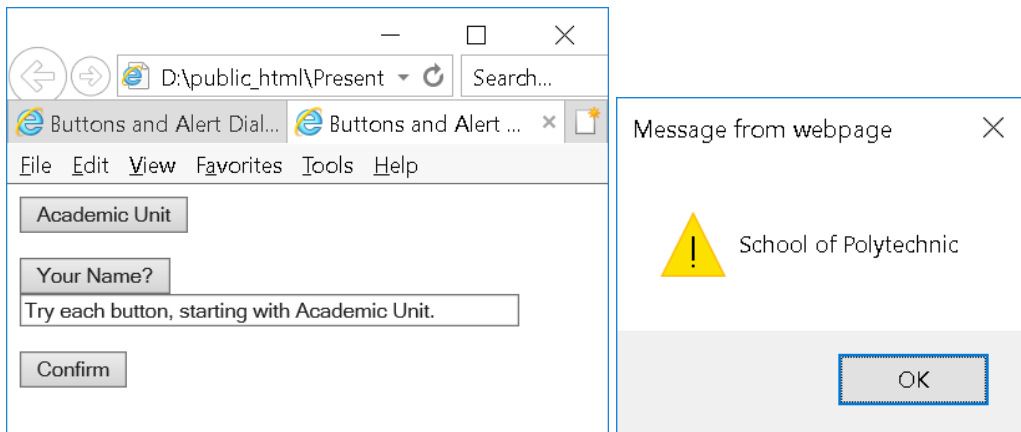 D:\public_html\Present
Search...
Buttons and Alert Dial...
Buttons and Alert ...
File Edit View Favorites Tools Help
Academic Unit
Your Name?
Try each button, starting with Academic Unit.
Confirm
Message from webpage
School of Polytechnic
OK